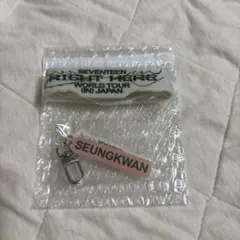 SEVENTEEN
RIGHT HERE
WORLD TOUR
(IN) JAPAN
SEUNGKWAN